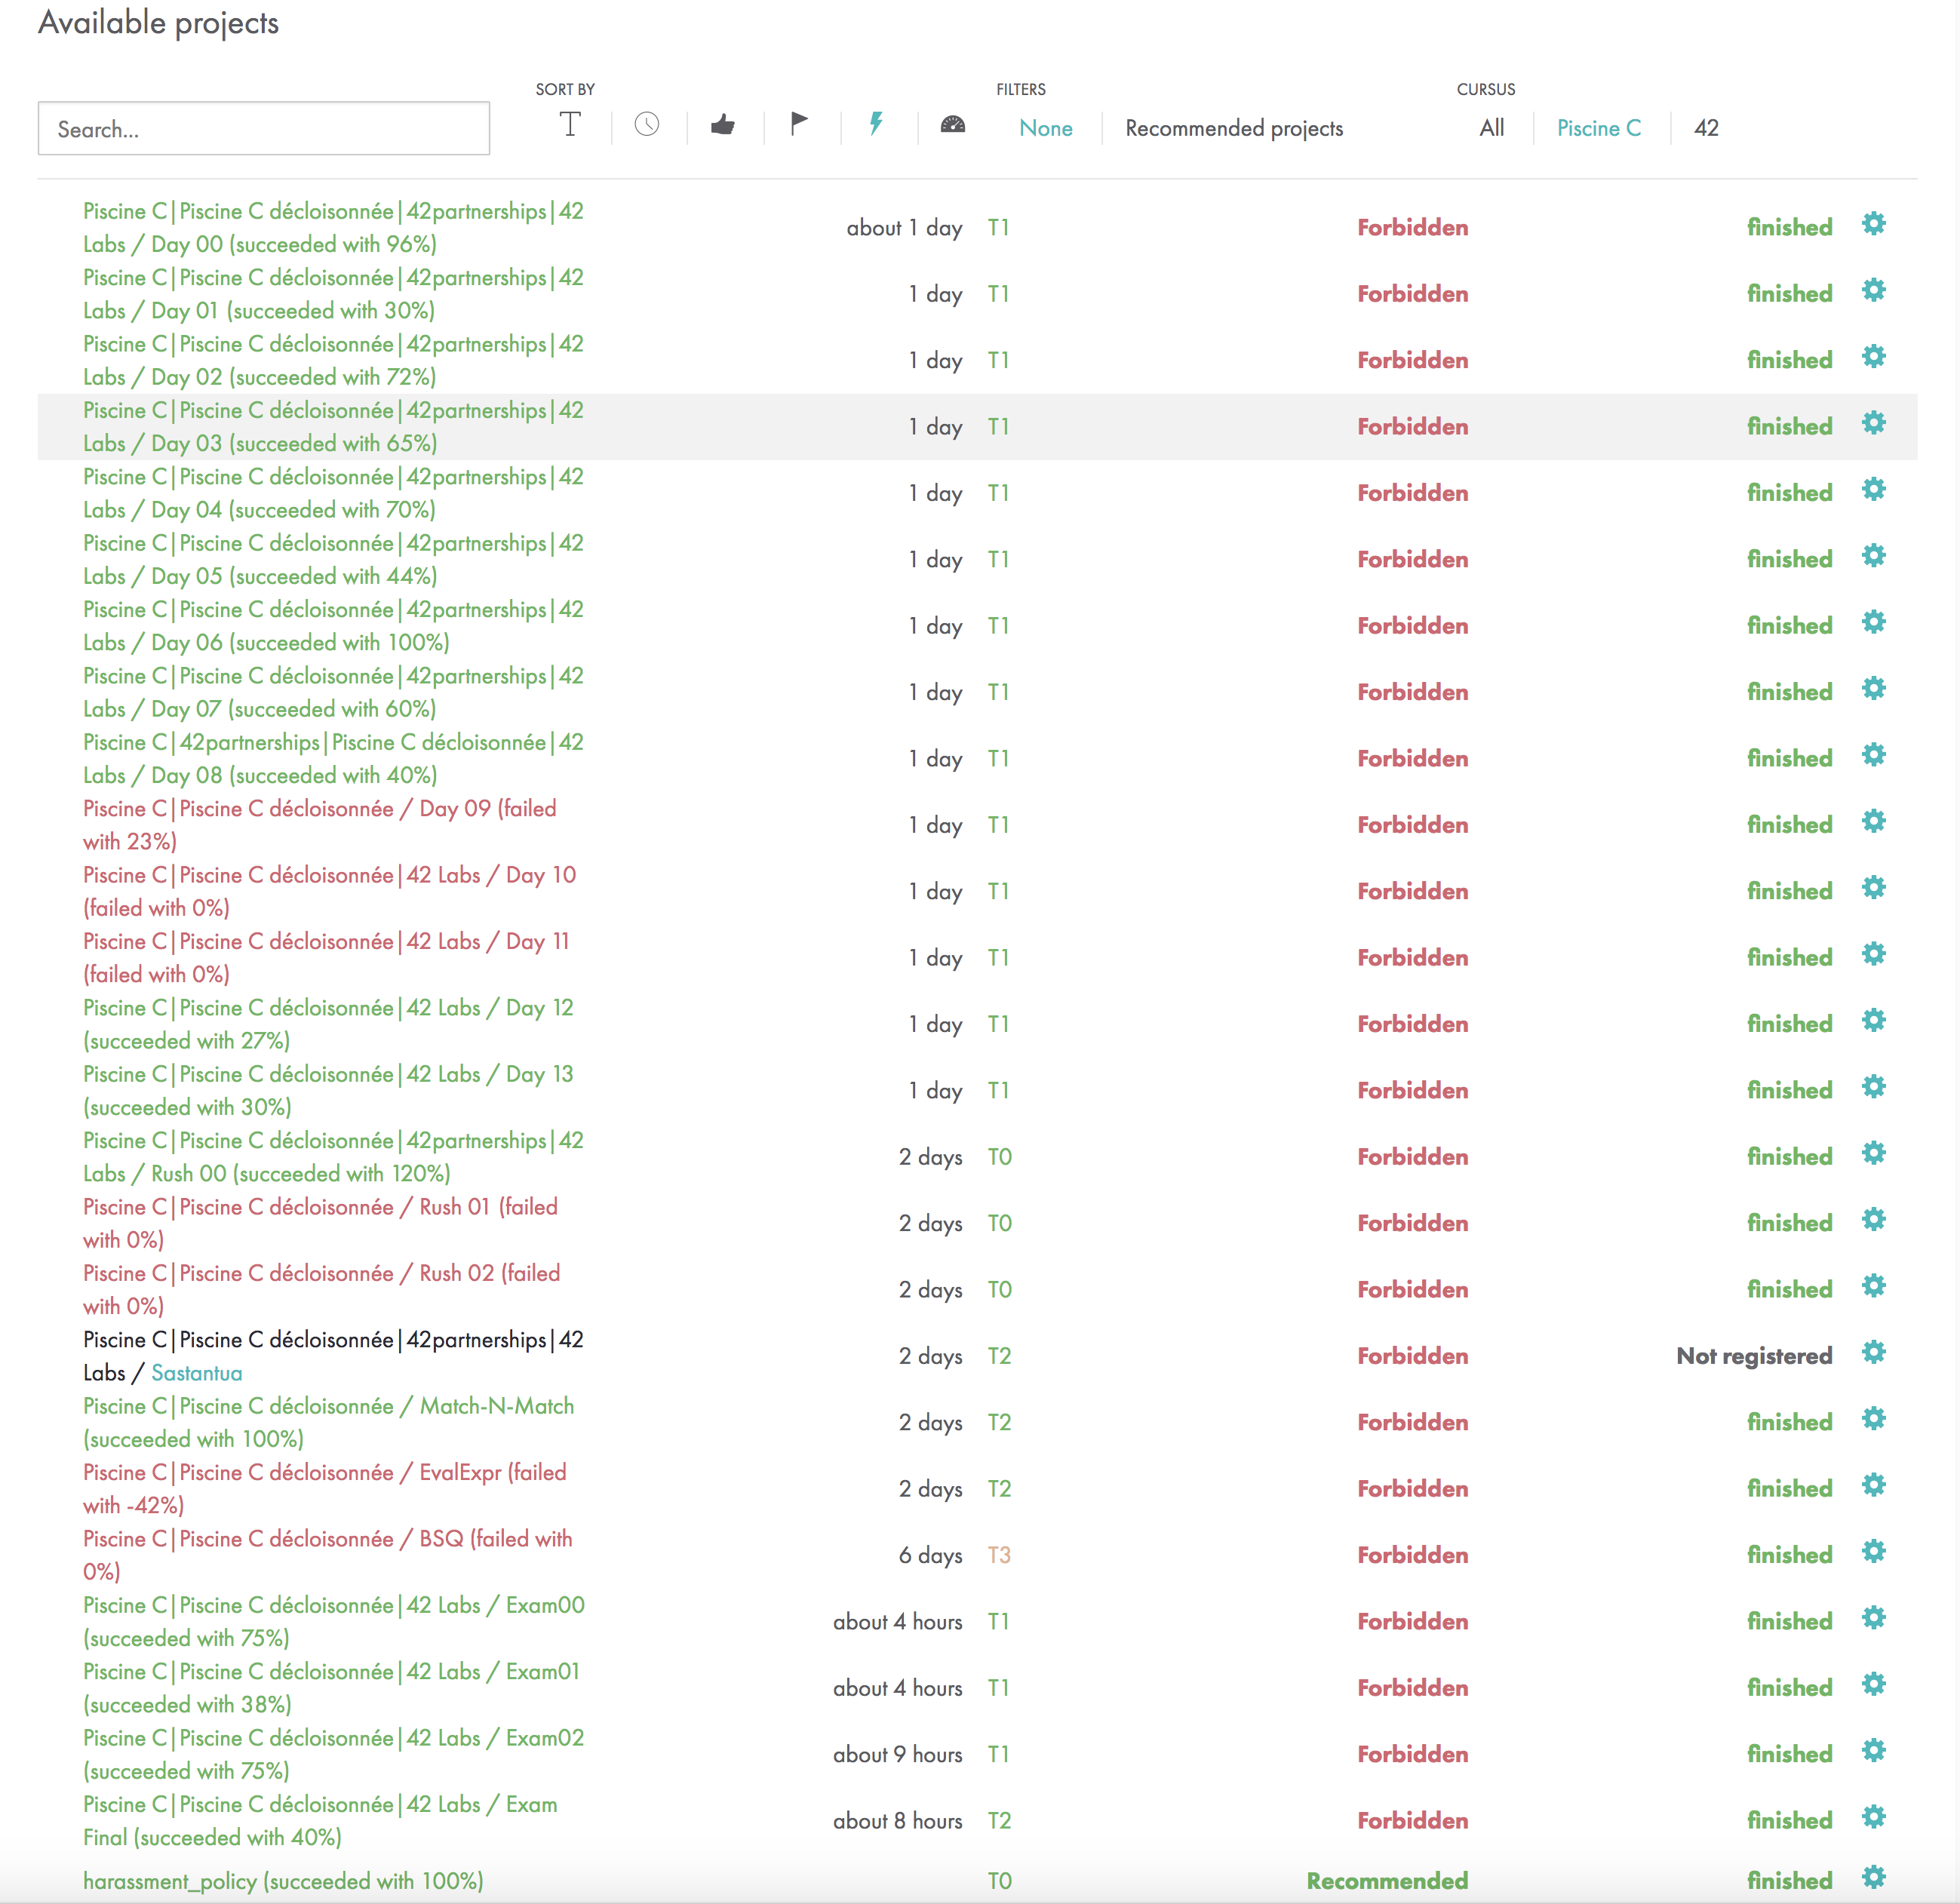 Available projects
SORT BY
FILTERS
CURSUS
Search...
None
Recommended projects
All
Piscine C
42
Piscine C|Piscine C décloisonnée|42partnerships|42
Labs / Day 00 (succeeded with 96%)
about 1 day T1 Forbidden finished
Piscine C|Piscine C décloisonnée|42partnerships|42
Labs / Day 01 (succeeded with 30%)
1 day T1 Forbidden finished
Piscine C|Piscine C décloisonnée|42partnerships|42
Labs / Day 02 (succeeded with 72%)
1 day T1 Forbidden finished
Piscine C|Piscine C décloisonnée|42partnerships|42
Labs / Day 03 (succeeded with 65%)
1 day T1 Forbidden finished
Piscine C|Piscine C décloisonnée|42partnerships|42
Labs / Day 04 (succeeded with 70%)
1 day T1 Forbidden finished
Piscine C|Piscine C décloisonnée|42partnerships|42
Labs / Day 05 (succeeded with 44%)
1 day T1 Forbidden finished
Piscine C|Piscine C décloisonnée|42partnerships|42
Labs / Day 06 (succeeded with 100%)
1 day T1 Forbidden finished
Piscine C|Piscine C décloisonnée|42partnerships|42
Labs / Day 07 (succeeded with 60%)
1 day T1 Forbidden finished
Piscine C|42partnerships|Piscine C décloisonnée|42
Labs / Day 08 (succeeded with 40%)
1 day T1 Forbidden finished
Piscine C|Piscine C décloisonnée / Day 09 (failed
with 23%)
1 day T1 Forbidden finished
Piscine C|Piscine C décloisonnée|42 Labs / Day 10
(failed with 0%)
1 day T1 Forbidden finished
Piscine C|Piscine C décloisonnée|42 Labs / Day 11
(failed with 0%)
1 day T1 Forbidden finished
Piscine C|Piscine C décloisonnée|42 Labs / Day 12
(succeeded with 27%)
1 day T1 Forbidden finished
Piscine C|Piscine C décloisonnée|42 Labs / Day 13
(succeeded with 30%)
1 day T1 Forbidden finished
Piscine C|Piscine C décloisonnée|42partnerships|42
Labs / Rush 00 (succeeded with 120%)
2 days T0 Forbidden finished
Piscine C|Piscine C décloisonnée / Rush 01 (failed
with 0%)
2 days T0 Forbidden finished
Piscine C|Piscine C décloisonnée / Rush 02 (failed
with 0%)
2 days T0 Forbidden finished
Piscine C|Piscine C décloisonnée|42partnerships|42
Labs / Sastantua
2 days T2 Forbidden Not registered
Piscine C|Piscine C décloisonnée / Match-N-Match
(succeeded with 100%)
2 days T2 Forbidden finished
Piscine C|Piscine C décloisonnée / EvalExpr (failed
with -42%)
2 days T2 Forbidden finished
Piscine C|Piscine C décloisonnée / BSQ (failed with
0%)
6 days T3 Forbidden finished
Piscine C|Piscine C décloisonnée|42 Labs / Exam00
(succeeded with 75%)
about 4 hours T1 Forbidden finished
Piscine C|Piscine C décloisonnée|42 Labs / Exam01
(succeeded with 38%)
about 4 hours T1 Forbidden finished
Piscine C|Piscine C décloisonnée|42 Labs / Exam02
(succeeded with 75%)
about 9 hours T1 Forbidden finished
Piscine C|Piscine C décloisonnée|42 Labs / Exam
Final (succeeded with 40%)
about 8 hours T2 Forbidden finished
harassment_policy (succeeded with 100%)
T0 Recommended finished